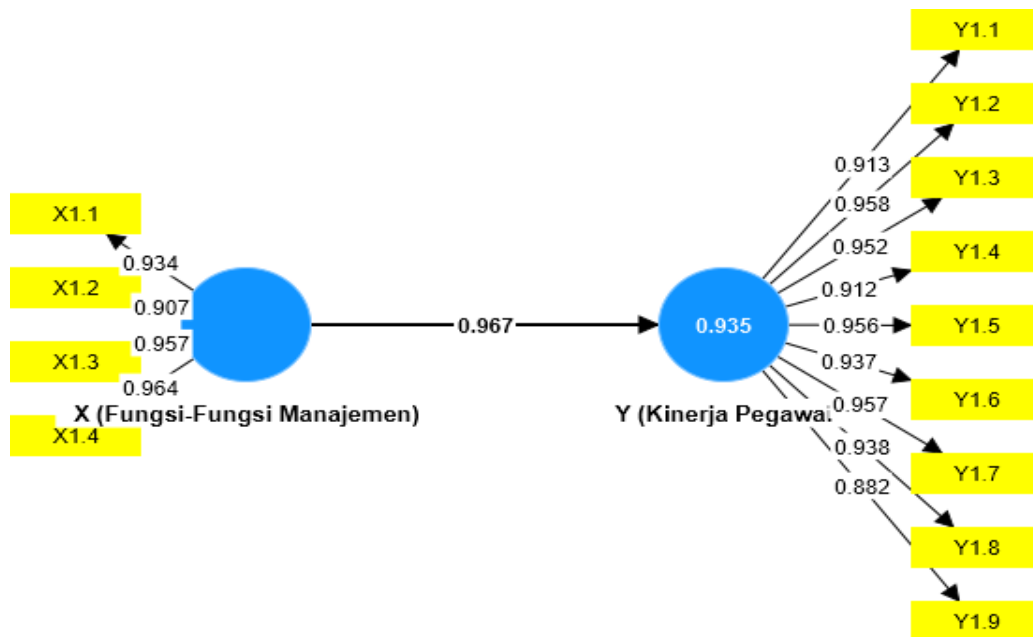 X1.1
X1.2
X1.3
X1.4
0.934
0.907
0.957
0.964
X (Fungsi-Fungsi Manajemen)
0.967
0.935
Y (Kinerja Pegawai
0.913
0.958
0.952
0.912
0.956
0.937
0.957
0.938
0.882
Y1.1
Y1.2
Y1.3
Y1.4
Y1.5
Y1.6
Y1.7
Y1.8
Y1.9